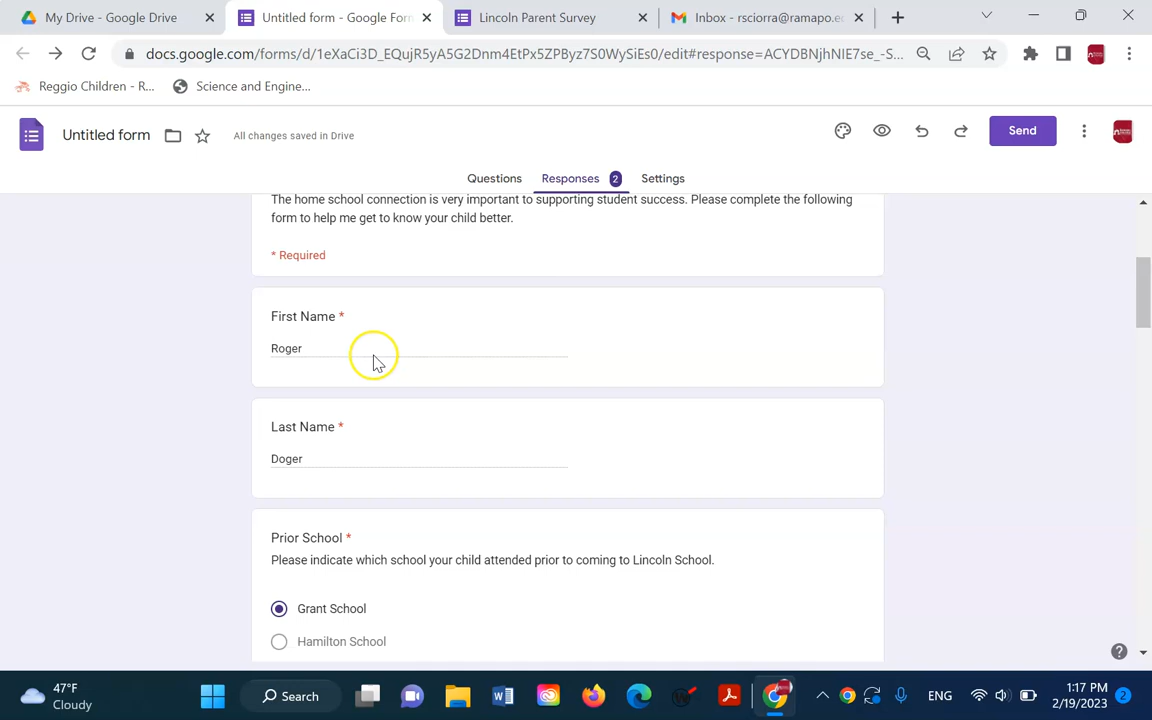 My Drive - Google Drive
Untitled form - Google For
Lincoln Parent Survey
Inbox - rsciorra@ramapo.e
docs.google.com/forms/d/1eXaCi3D_EQujR5yA5G2Dnm4EtPx5ZPByz7S0WySiEs0/edit#response=ACYDBNjhNIE7se_-S...
Reggio Children - R...
Science and Engine...
Untitled form
All changes saved in Drive
Send
Questions
Responses 2
Settings
The home school connection is very important to supporting student success. Please complete the following
form to help me get to know your child better.
* Required
First Name *
Roger
Last Name *
Doger
Prior School *
Please indicate which school your child attended prior to coming to Lincoln School.
Grant School
Hamilton School
47°F
Cloudy
Search
ENG
1:17 PM
2/19/2023
2